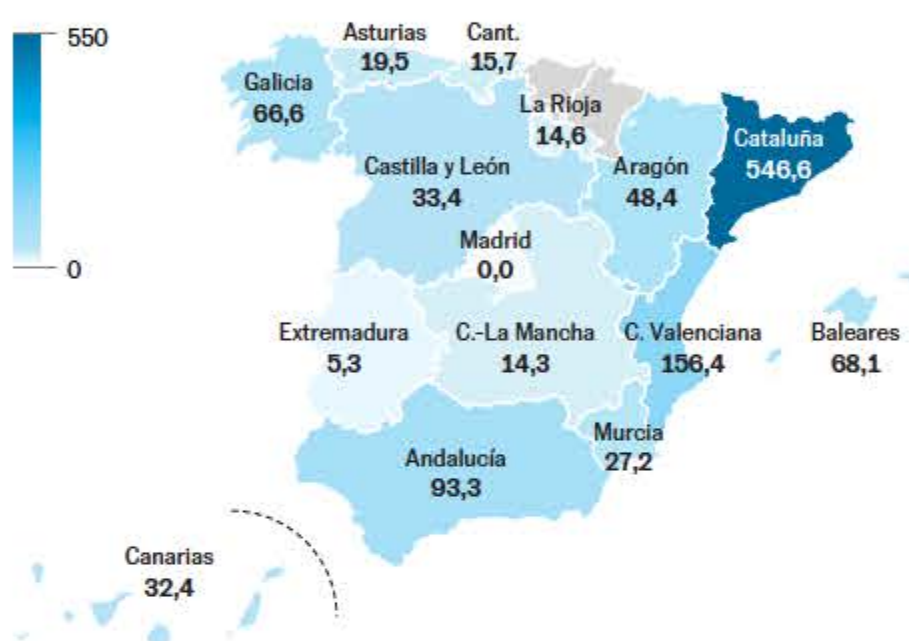 550
0
Asturias
19,5
Cant.
15,7
Galicia
66,6
La Rioja
14,6
Cataluña
546,6
Castilla y León
33,4
Aragón
48,4
Madrid
0,0
Extremadura
5,3
C.-La Mancha
14,3
C. Valenciana
156,4
Baleares
68,1
Murcia
27,2
Andalucía
93,3
Canarias
32,4